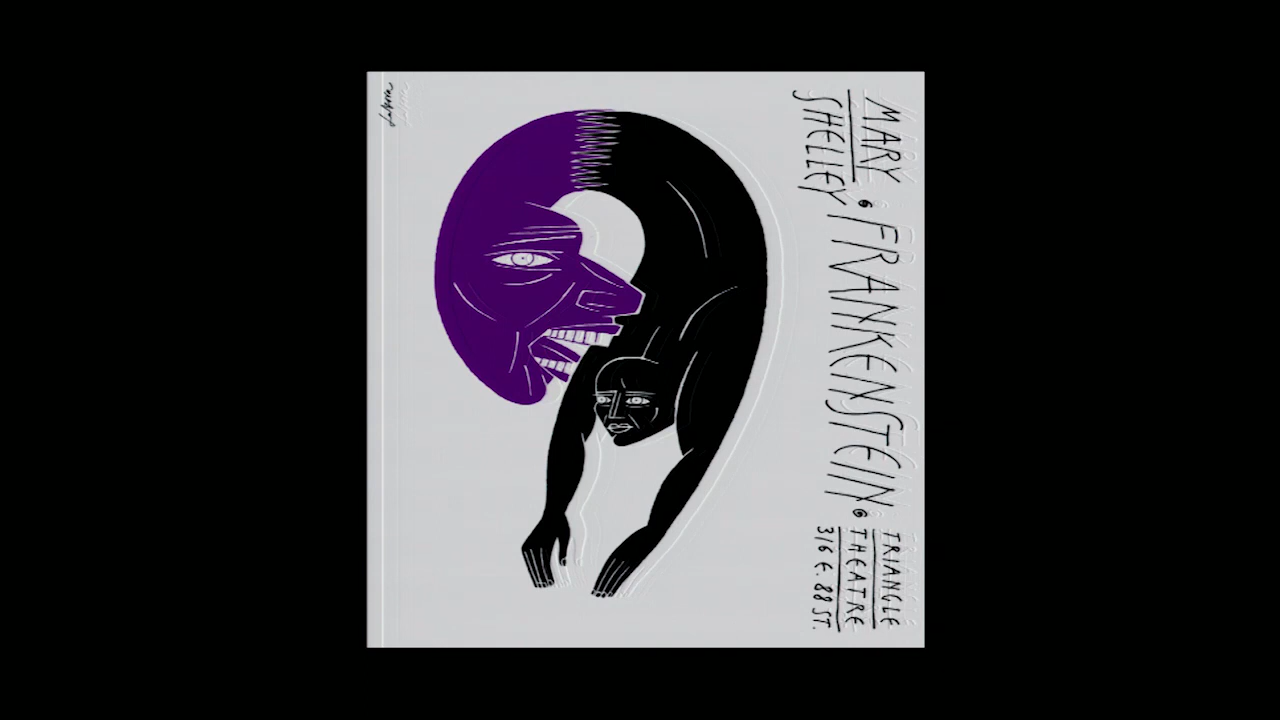 MARY
SHELLEY
FRANKENSTEIN
TRIANGLE
THEATRE
316 E. 88 ST.